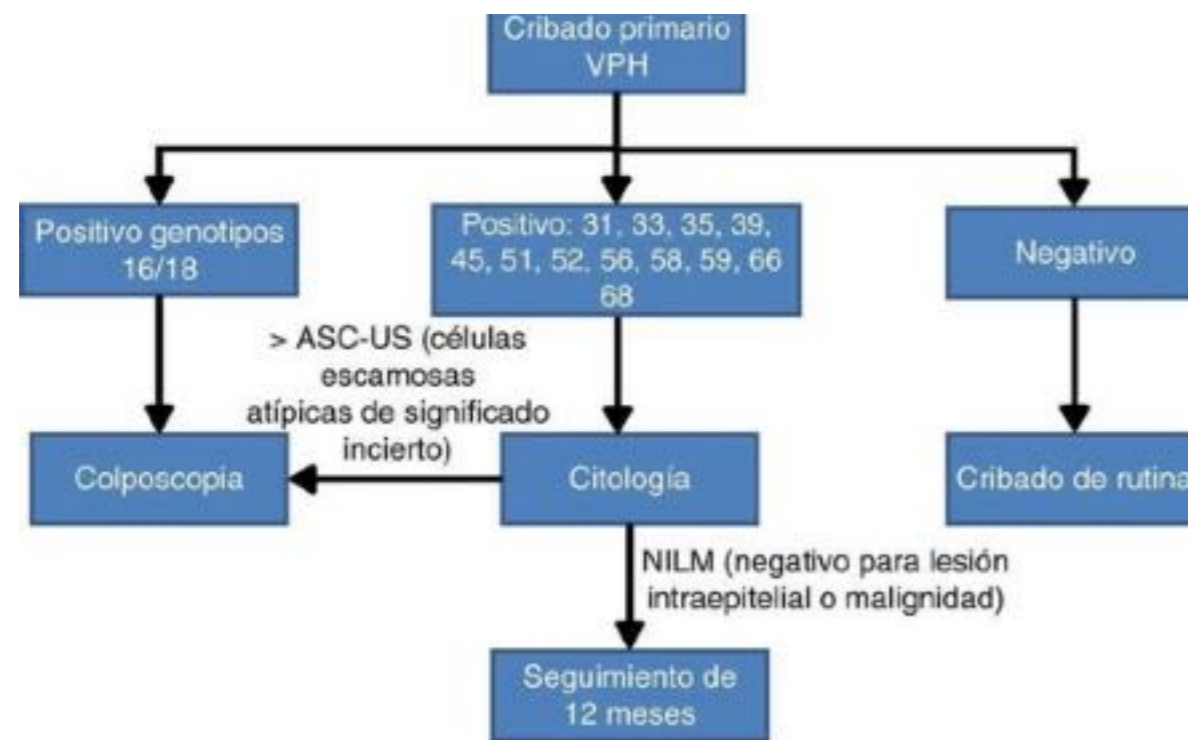 Cribado primario
VPH
Positivo genotipos
16/18
Positivo: 31, 33, 35, 39,
45, 51, 52, 56, 58, 59, 66
68
Negativo
> ASC-US (células
escamosas
atípicas de significado
incierto)
Colposcopia
Citología
Cribado de rutina
NILM (negativo para lesión
intraepitelial o malignidad)
Seguimiento de
12 meses